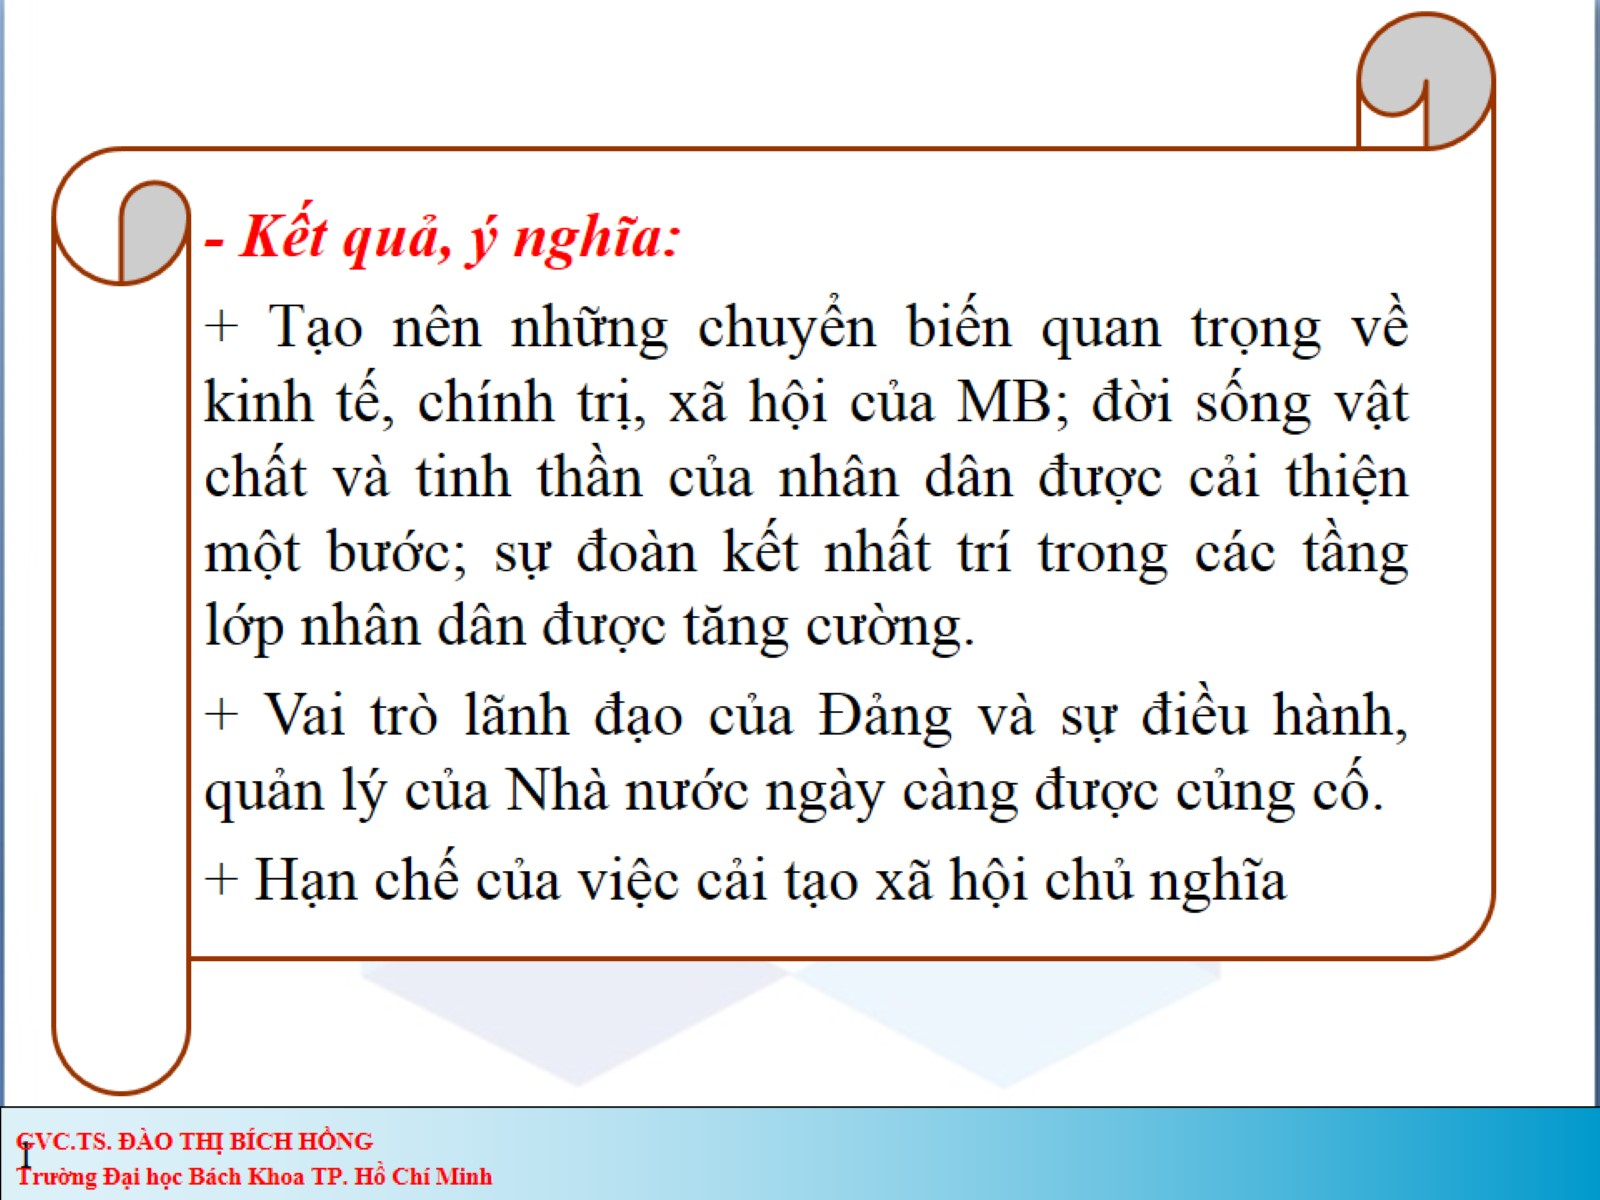 - Kết quả, ý nghĩa:
+ Tạo nên những chuyển biến quan trọng về
kinh tế, chính trị, xã hội của MB; đời sống vật
chất và tinh thần của nhân dân được cải thiện
một bước; sự đoàn kết nhất trí trong các tầng
lớp nhân dân được tăng cường.
+ Vai trò lãnh đạo của Đảng và sự điều hành,
quản lý của Nhà nước ngày càng được củng cố.
+ Hạn chế của việc cải tạo xã hội chủ nghĩa
GVC.TS. ĐÀO THỊ BÍCH HỒNG
1
Trường Đại học Bách Khoa TP. Hồ Chí Minh